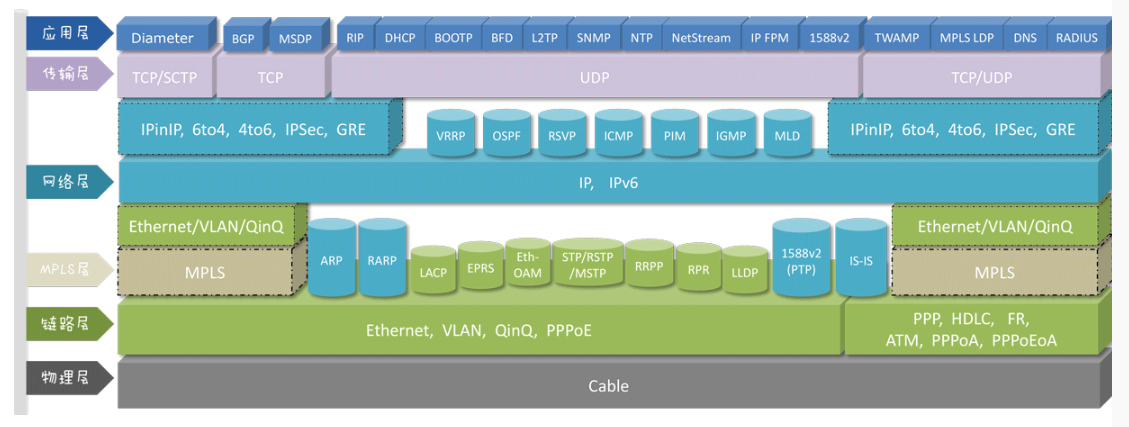 应用层
Diameter
BGP
MSDP
RIP
DHCP
BOOTP
BFD
L2TP
SNMP
NTP
NetStream
IP FPM
1588v2
TWAMP
MPLS LDP
DNS
RADIUS
传输层
TCP/SCTP
TCP
UDP
TCP/UDP
IPinIP, 6to4, 4to6, IPSec, GRE
VRRP
OSPF
RSVP
ICMP
PIM
IGMP
MLD
IPinIP, 6to4, 4to6, IPSec, GRE
网络层
IP, IPv6
Ethernet/VLAN/QinQ
Ethernet/VLAN/QinQ
MPLS层
MPLS
ARP
RARP
LACP
EPRS
Eth-
OAM
STP/RSTP
/MSTP
RRPP
RPR
LLDP
1588v2
(PTP)
IS-IS
MPLS
链路层
Ethernet, VLAN, QinQ, PPPoE
PPP, HDLC, FR,
ATM, PPPoA, PPPoEoA
物理层
Cable